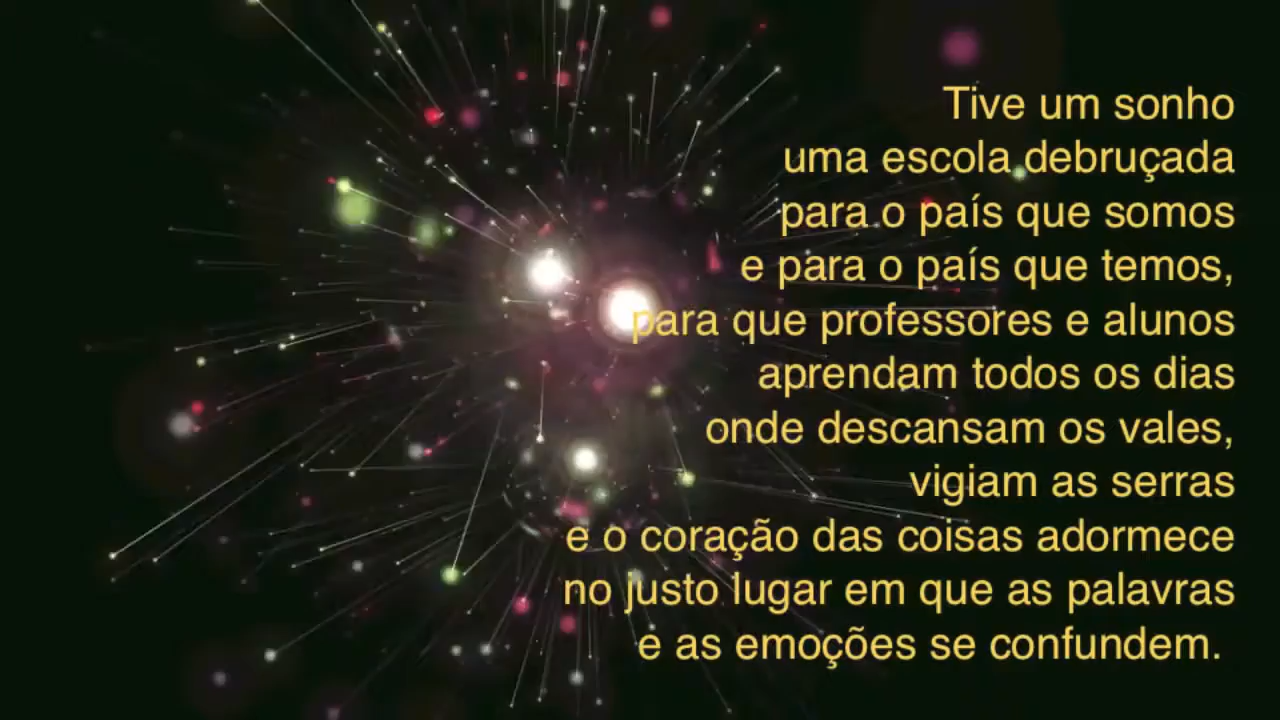 Tive um sonho
uma escola debruçada
para o país que somos
e para o país que temos,
para que professores e alunos
aprendam todos os dias
onde descansam os vales,
vigiam as serras
e o coração das coisas adormece
no justo lugar em que as palavras
e as emoções se confundem.